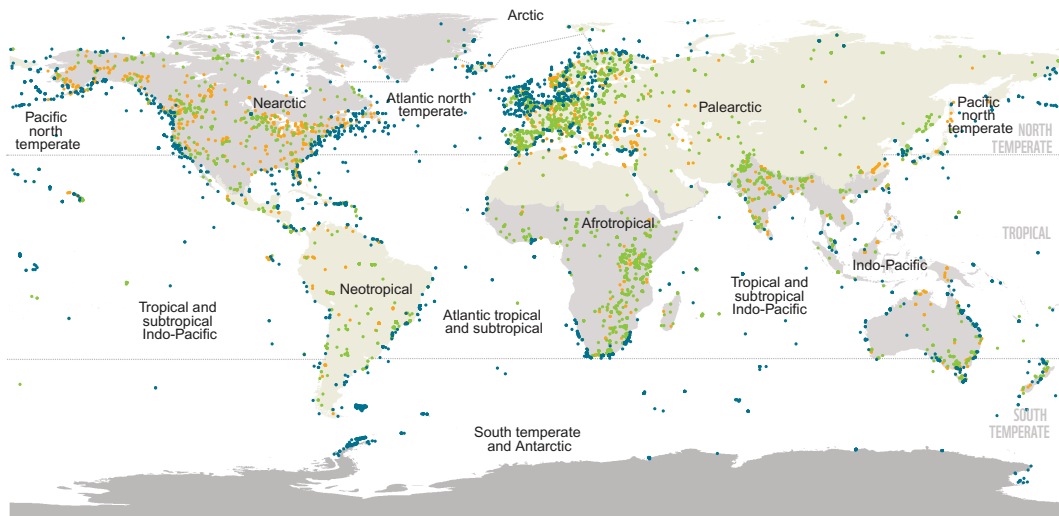 Arctic
Nearctic
Atlantic north
temperate
Palearctic
Pacific
north
temperate
Pacific
north
temperate
NORTH
TEMPERATE
Afrotropical
TROPICAL
Indo-Pacific
Neotropical
Tropical and
subtropical
Indo-Pacific
Atlantic tropical
and subtropical
Tropical and
subtropical
Indo-Pacific
SOUTH
TEMPERATE
South temperate
and Antarctic